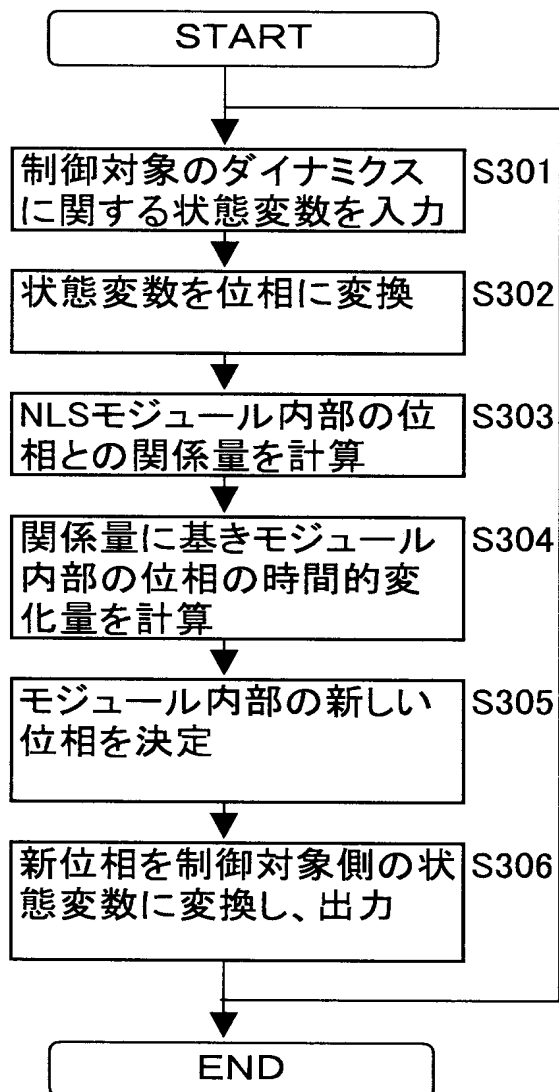 START
制御対象のダイナミクス
に関する状態変数を入力
S301
状態変数を位相に変換
S302
NLSモジュール内部の位
相との関係量を計算
S303
関係量に基きモジュール
内部の位相の時間的変
化量を計算
S304
モジュール内部の新しい
位相を決定
S305
新位相を制御対象側の状
態変数に変換し、出力
S306
END